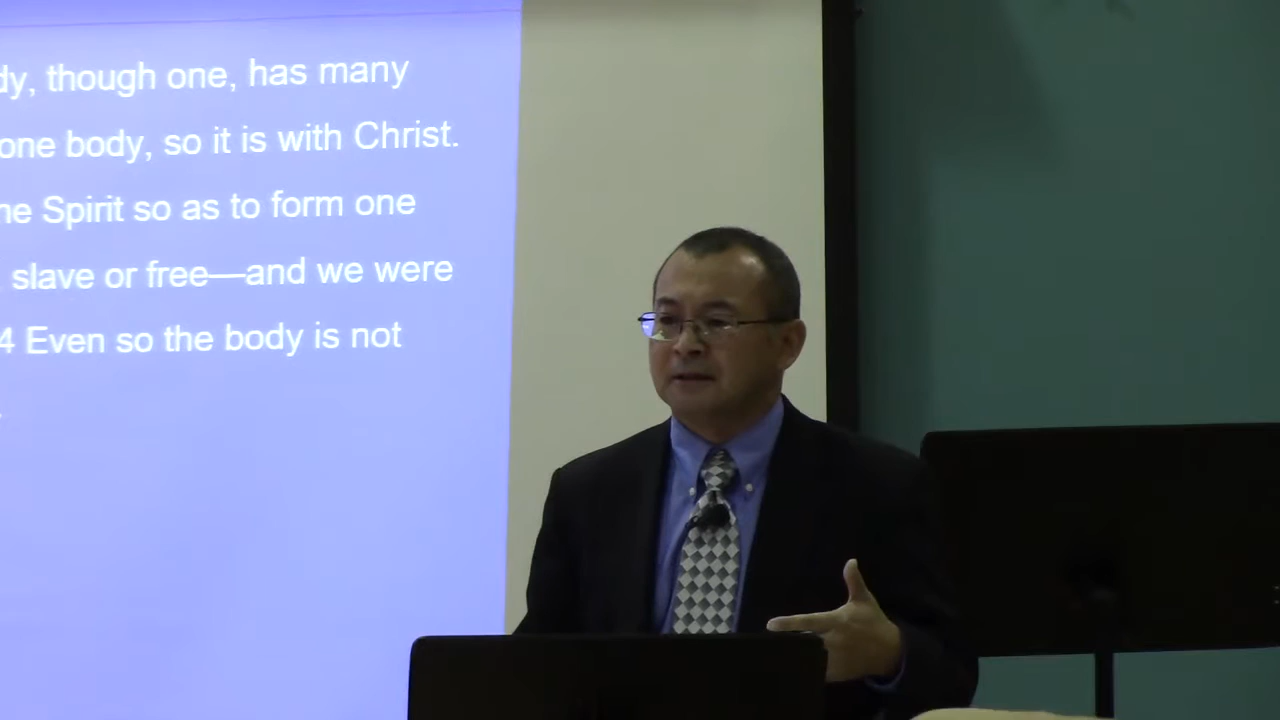 dy, though one, has many
one body, so it is with Christ.
he Spirit so as to form one
slave or free—and we were
4 Even so the body is not